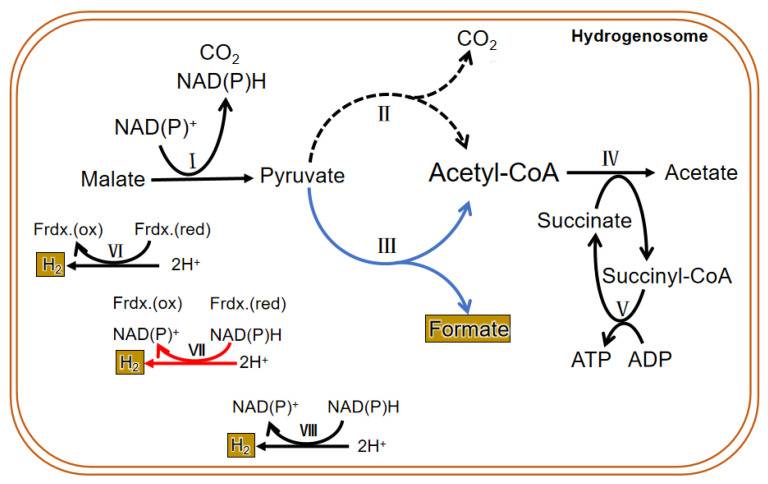 Hydrogenosome
CO₂
NAD(P)H
CO₂
NAD(P)⁺
II
I
Malate
Pyruvate
Acetyl-CoA
IV
Acetate
Succinate
III
Frdx.(ox)
Frdx.(red)
VI
H₂
2H⁺
Succinyl-CoA
V
Formate
ATP
ADP
Frdx.(ox)
Frdx.(red)
NAD(P)⁺
NAD(P)H
VII
H₂
2H⁺
NAD(P)⁺
NAD(P)H
VIII
H₂
2H⁺